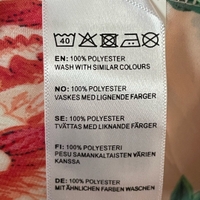 40
EN: 100% POLYESTER
WASH WITH SIMILAR COLOURS
NO: 100% POLYESTER
VASKES MED LIGNENDE FARGER
SE: 100% POLYESTER
TVÄTTAS MED LIKNANDE FÄRGER
FI: 100% POLYESTERI
PESU SAMANKALTAISTEN VÄRIEN
KANSSA
DE: 100% POLYESTER
MIT ÄHNLICHEN FARBEN WASCHEN